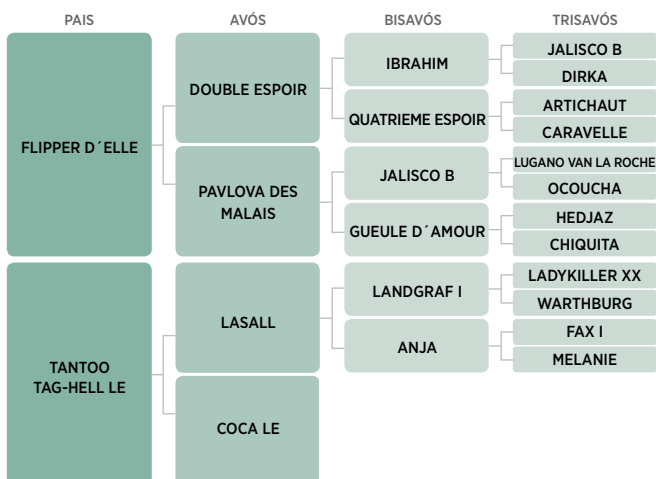 PAIS
AVÓS
BISAVÓS
TRISAVÓS
FLIPPER D´ELLE
DOUBLE ESPOIR
IBRAHIM
JALISCO B
DIRKA
QUATRIEME ESPOIR
ARTICHAUT
CARAVELLE
PAVLOVA DES
MALAIS
JALISCO B
LUGANO VAN LA ROCHE
OCOUCHA
GUEULE D´AMOUR
HEDJAZ
CHIQUITA
TANTOO
TAG-HELL LE
LASALL
LANDGRAF I
LADYKILLER XX
WARTHBURG
ANJA
FAX I
MELANIE
COCA LE